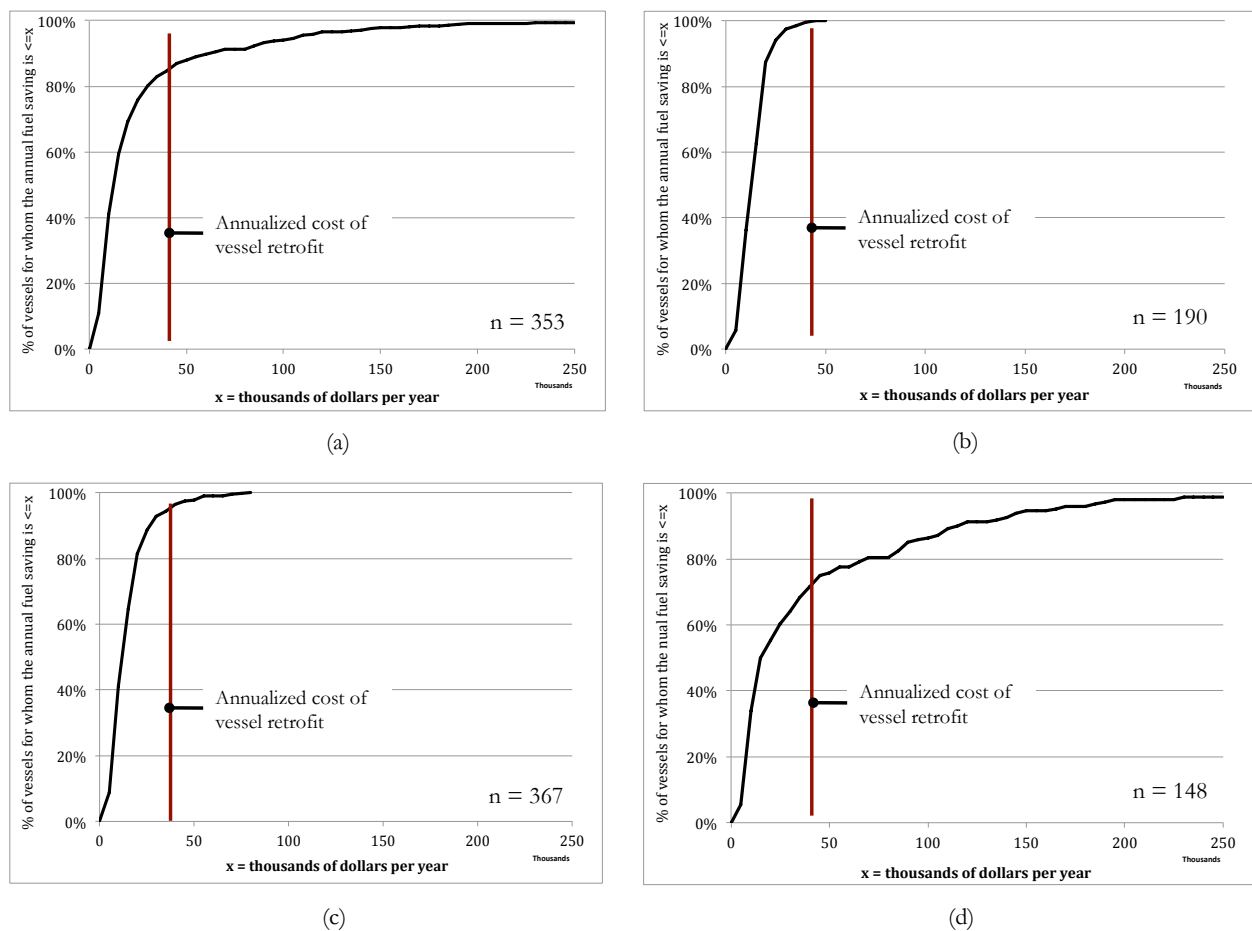 % of vessels for whom the annual fuel saving is <=x
100%
80%
60%
40%
20%
0%
Annualized cost of
vessel retrofit
n = 353
0 50 100 150 200 250
Thousands
x = thousands of dollars per year
(a)
% of vessels for whom the annual fuel saving is <=x
100%
80%
60%
40%
20%
0%
Annualized cost of
vessel retrofit
n = 190
0 50 100 150 200 250
Thousands
x = thousands of dollars per year
(b)
% of vessels for whom the annual fuel saving is <=x
100%
80%
60%
40%
20%
0%
Annualized cost of
vessel retrofit
n = 367
0 50 100 150 200 250
Thousands
x = thousands of dollars per year
(c)
% of vessels for whom the nual fuel saving is <=x
100%
80%
60%
40%
20%
0%
Annualized cost of
vessel retrofit
n = 148
0 50 100 150 200 250
Thousands
x = thousands of dollars per year
(d)